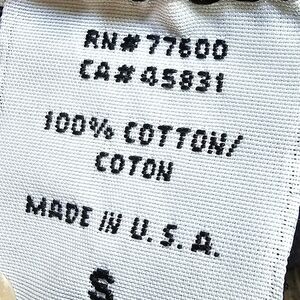 RN# 77600
CA# 45831
100% COTTON/
COTON
MADE IN U.S.A.
S